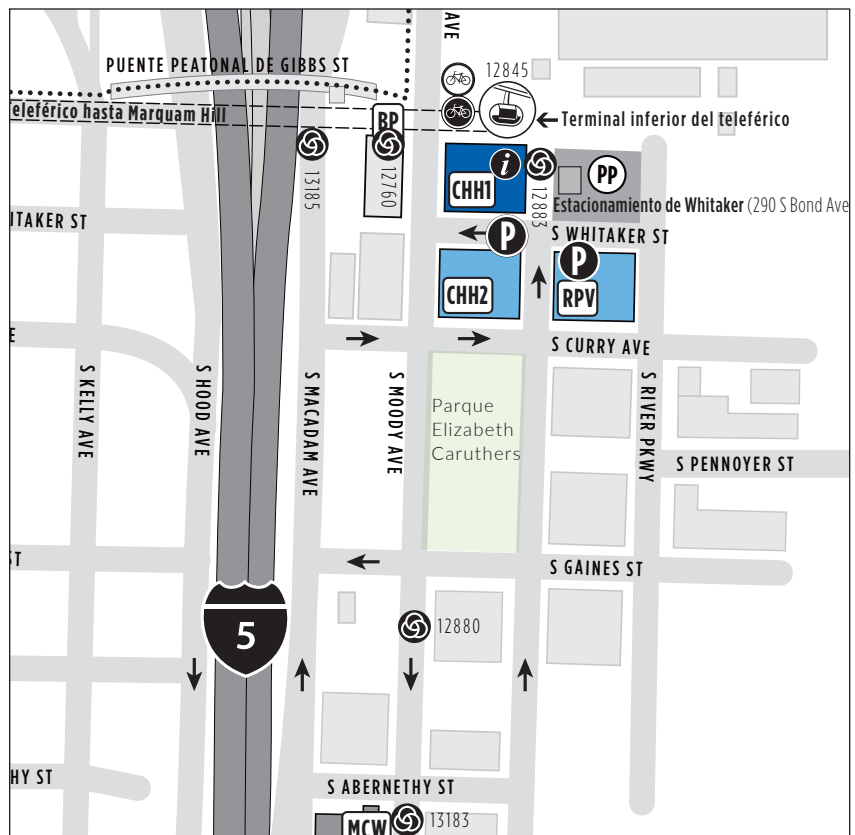 AVE
PUENTE PEATONAL DE GIBBS ST
12845
eleférico hasta Marquam Hill
BP
Terminal inferior del teleférico
13185
12760
CHH1
i
12883
PP
Estacionamiento de Whitaker (290 S Bond Ave
ITAKER ST
P
S WHITAKER ST
CHH2
P
RPV
E
S CURRY AVE
S KELLY AVE
S HOOD AVE
S MACADAM AVE
S MOODY AVE
Parque
Elizabeth
Caruthers
S RIVER PKWY
S PENNOYER ST
ST
S GAINES ST
5
12880
HY ST
S ABERNETHY ST
MCW
13183